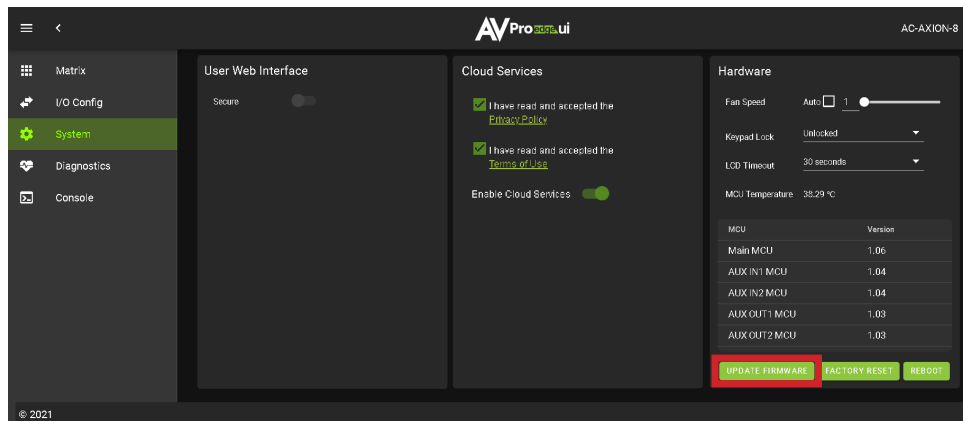 AVPro edge.ui
AC-AXION-8
Matrix
I/O Config
System
Diagnostics
Console
User Web Interface
Secure
Cloud Services
I have read and accepted the
Privacy Policy
I have read and accepted the
Terms of Use
Enable Cloud Services
Hardware
Fan Speed Auto 1
Keypad Lock Unlocked
LCD Timeout 30 seconds
MCU Temperature 38.29 ºC
MCU Version
Main MCU 1.06
AUX IN1 MCU 1.04
AUX IN2 MCU 1.04
AUX OUT1 MCU 1.03
AUX OUT2 MCU 1.03
UPDATE FIRMWARE FACTORY RESET REBOOT
© 2021